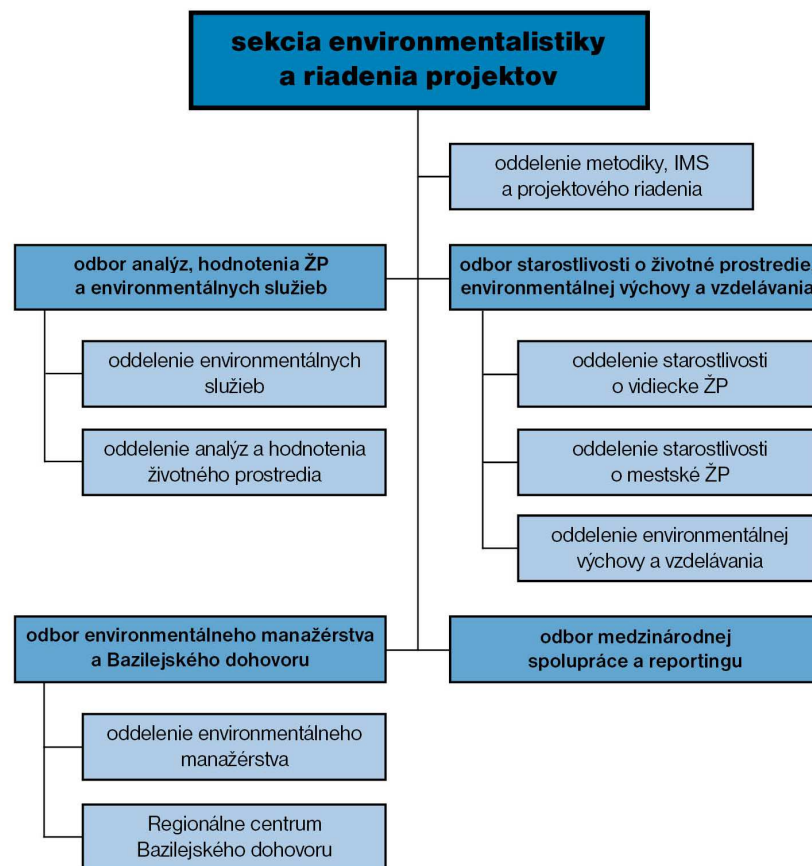 sekcia environmentalistiky
a riadenia projektov
oddelenie metodiky, IMS
a projektového riadenia
odbor analýz, hodnotenia ŽP
a environmentálnych služieb
oddelenie environmentálnych
služieb
oddelenie analýz a hodnotenia
životného prostredia
odbor starostlivosti o životné prostredie
environmentálnej výchovy a vzdelávania
oddelenie starostlivosti
o vidiecke ŽP
oddelenie starostlivosti
o mestské ŽP
oddelenie environmentálnej
výchovy a vzdelávania
odbor environmentálneho manažérstva
a Bazilejského dohovoru
oddelenie environmentálneho
manažérstva
Regionálne centrum
Bazilejského dohovoru
odbor medzinárodnej
spolupráce a reportingu